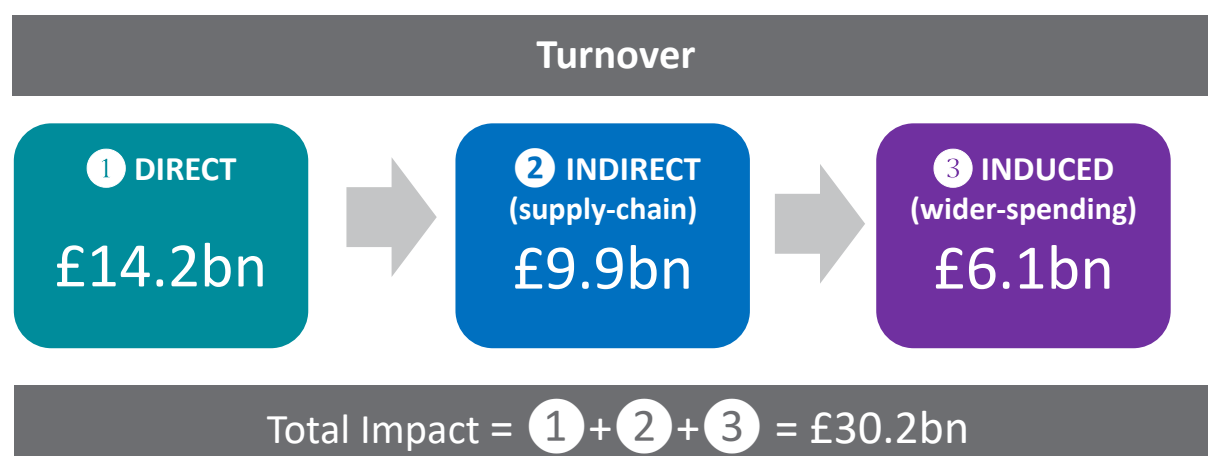 Turnover
1 DIRECT
£14.2bn
2 INDIRECT
(supply-chain)
£9.9bn
3 INDUCED
(wider-spending)
£6.1bn
Total Impact = 1+2+3 = £30.2bn